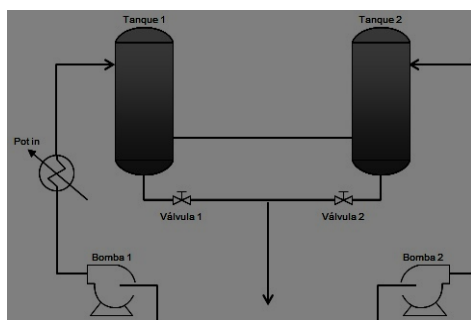 Tanque 1
Tanque 2
Pot in
Válvula 1
Válvula 2
Bomba 1
Bomba 2